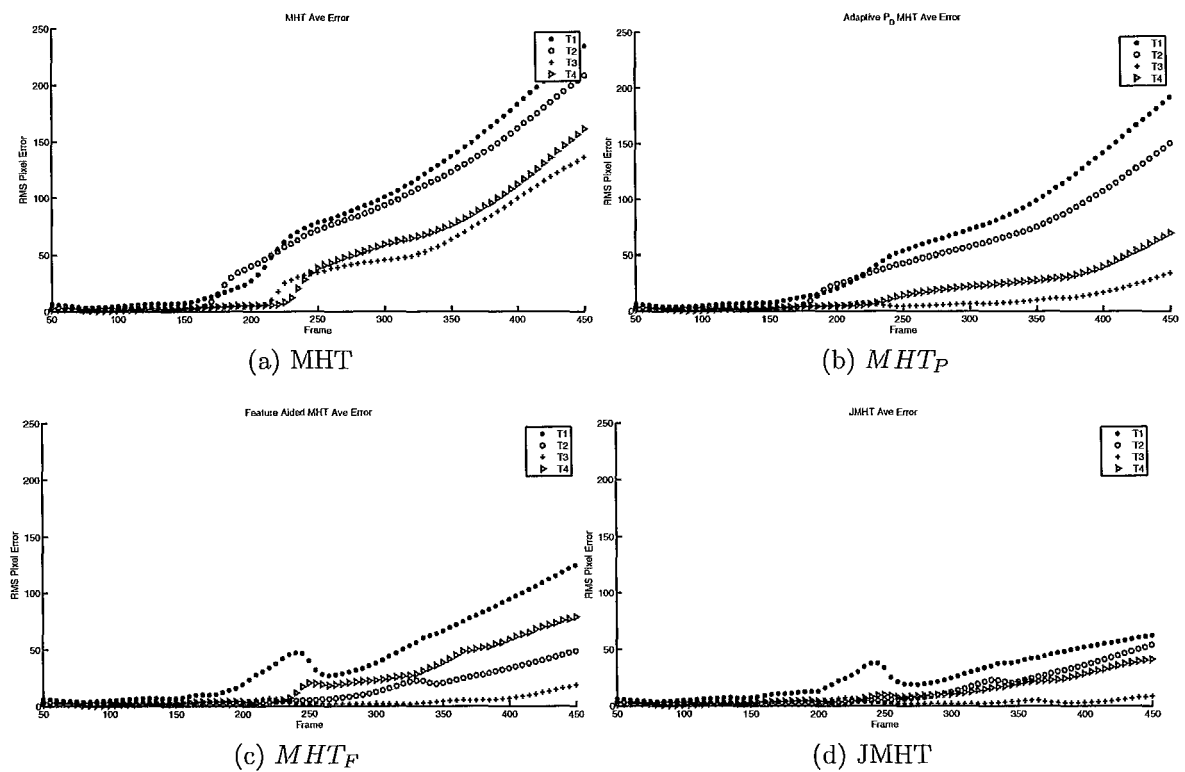 MHT Ave Error
RMS Pixel Error
250
200
150
100
50
0
T1
T2
T3
T4
50 100 150 200 250 300 350 400 450
Frame
(a) MHT
Adaptive P_D MHT Ave Error
RMS Pixel Error
250
200
150
100
50
0
T1
T2
T3
T4
50 100 150 200 250 300 350 400 450
Frame
(b) MHT_P
Feature Aided MHT Ave Error
RMS Pixel Error
250
200
150
100
50
0
T1
T2
T3
T4
50 100 150 200 250 300 350 400 450
Frame
(c) MHT_F
JMHT Ave Error
RMS Pixel Error
250
200
150
100
50
0
T1
T2
T3
T4
50 100 150 200 250 300 350 400 450
Frame
(d) JMHT